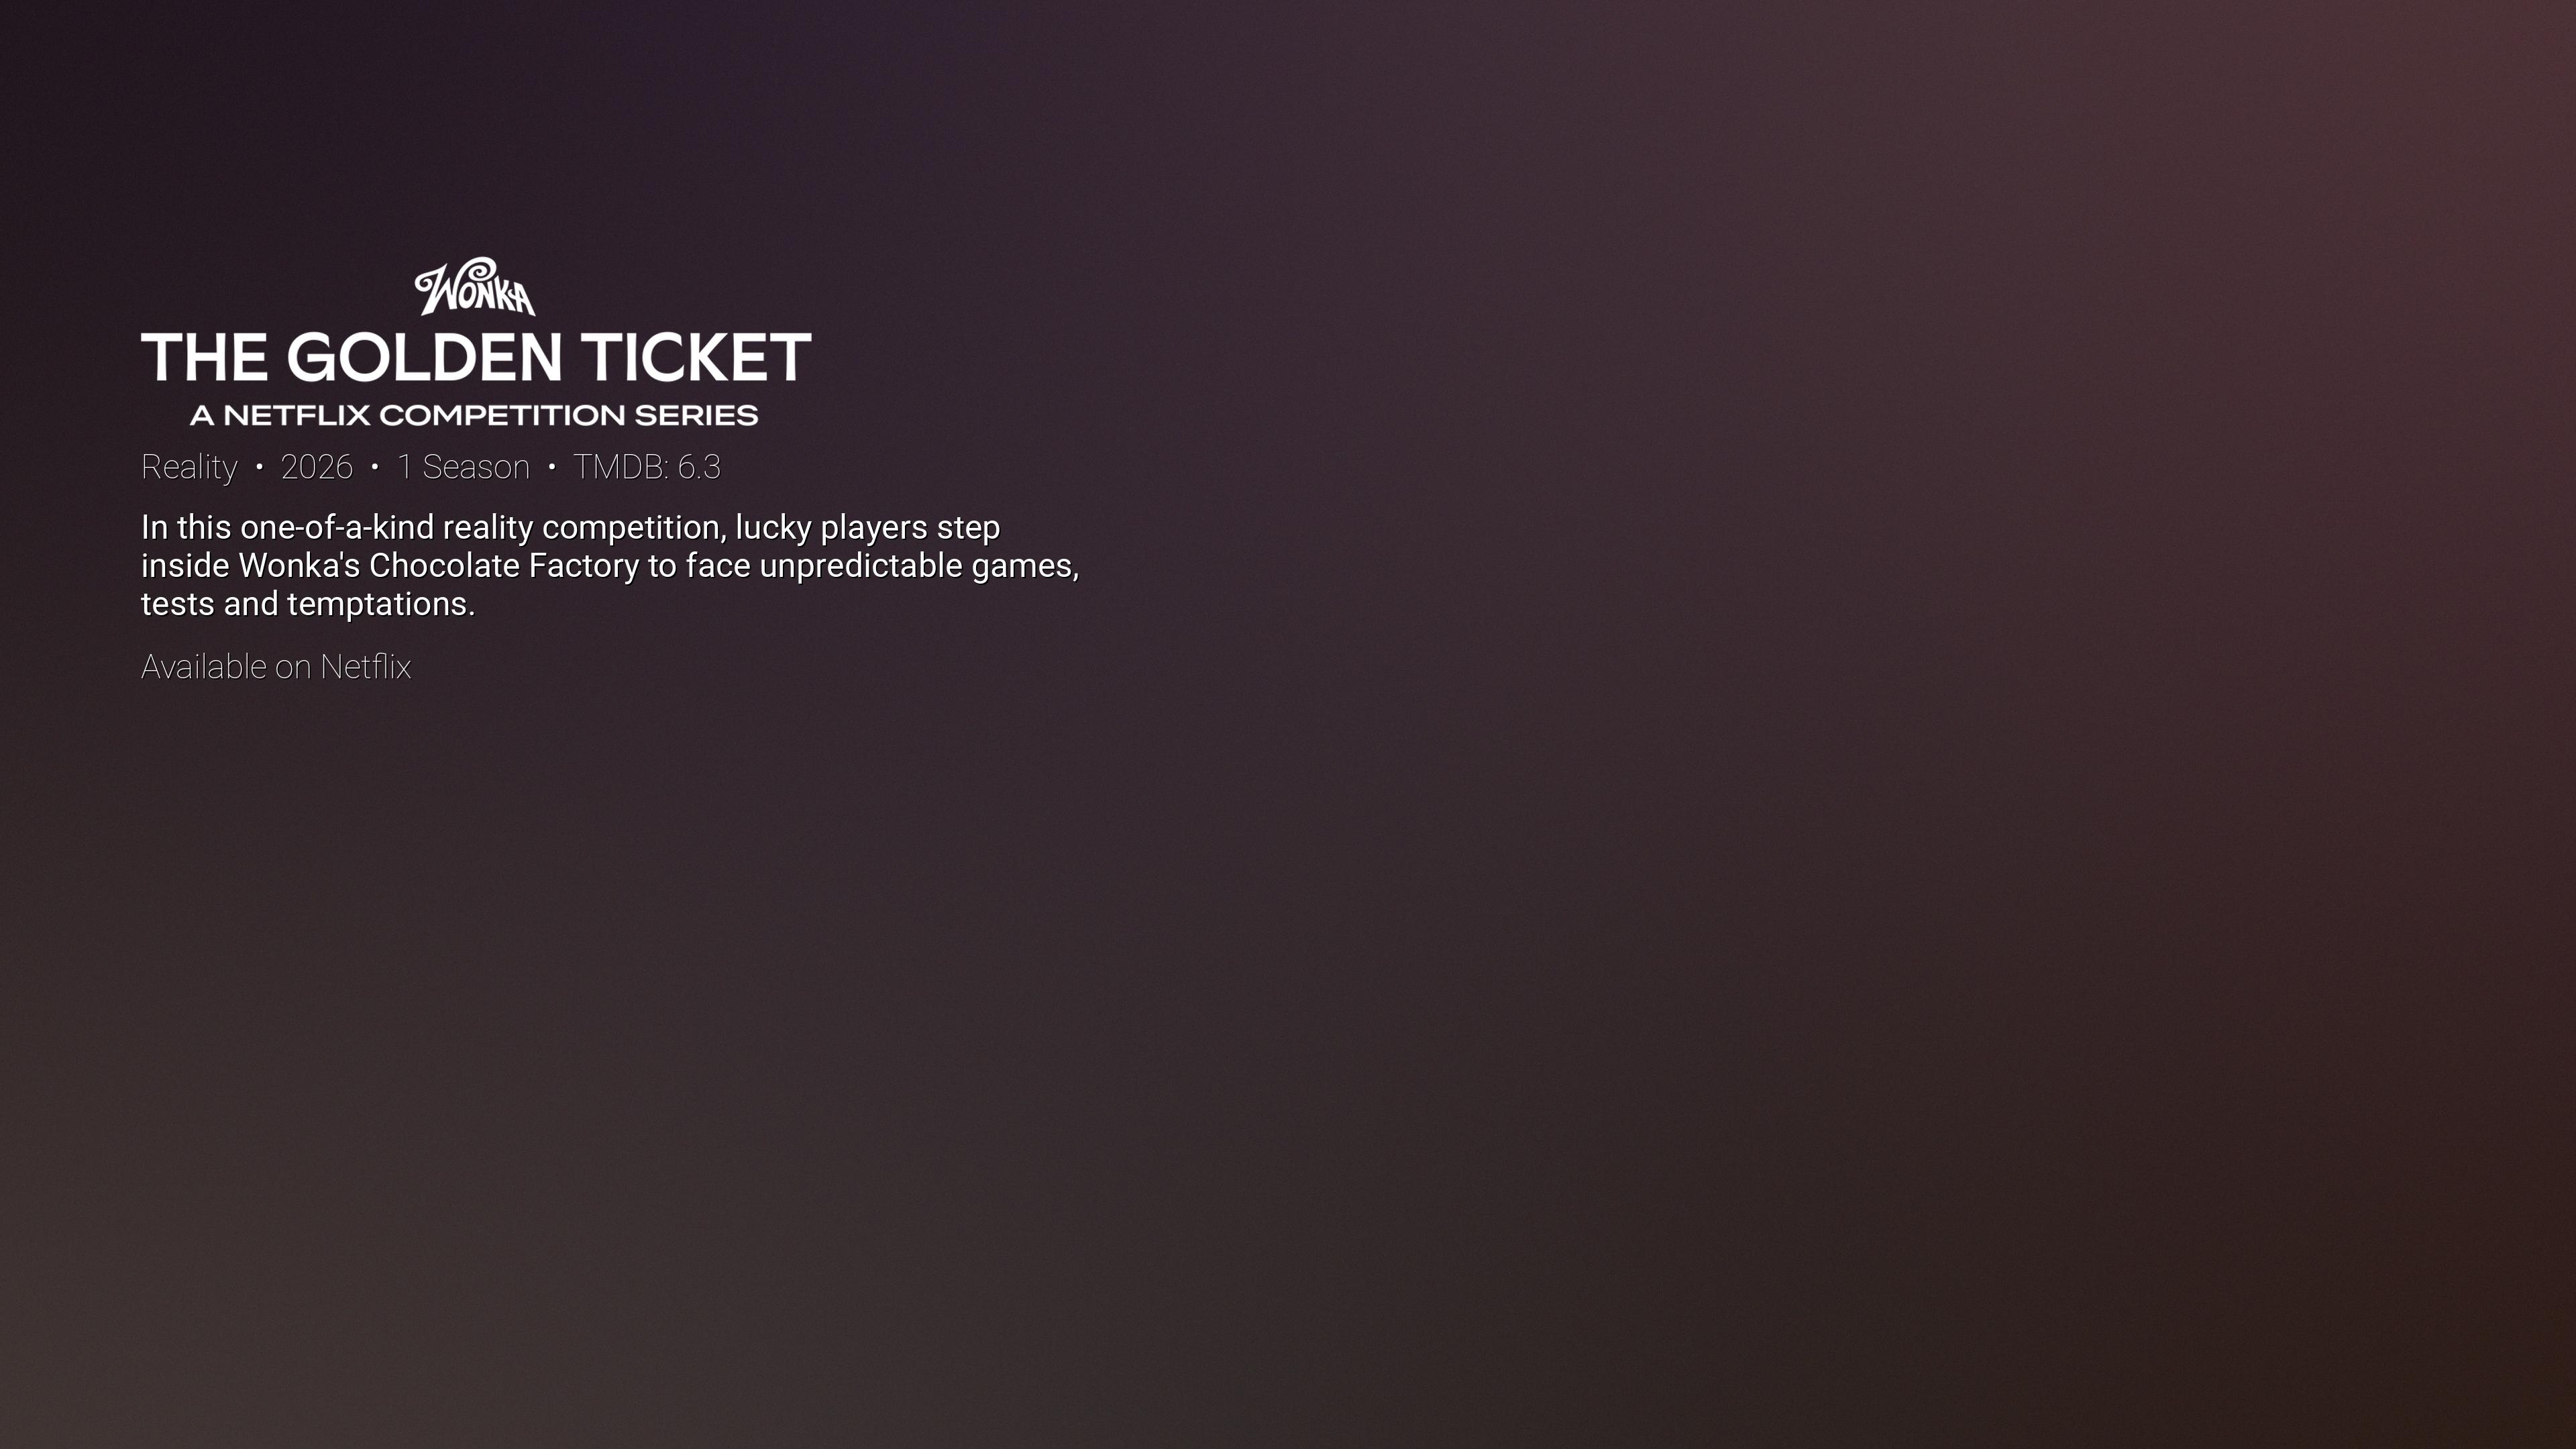 WONKA
THE GOLDEN TICKET
A NETFLIX COMPETITION SERIES
Reality • 2026 • 1 Season • TMDB: 6.3
In this one-of-a-kind reality competition, lucky players step
inside Wonka's Chocolate Factory to face unpredictable games,
tests and temptations.
Available on Netflix